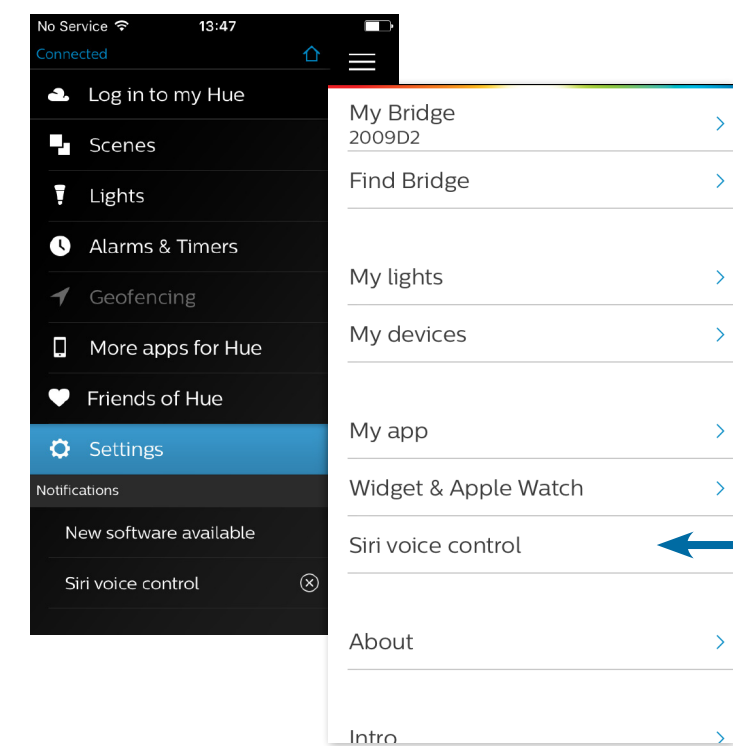 No Service 13:47
Connected
Log in to my Hue
Scenes
Lights
Alarms & Timers
Geofencing
More apps for Hue
Friends of Hue
Settings
Notifications
New software available
Siri voice control
My Bridge
2009D2
Find Bridge
My lights
My devices
My app
Widget & Apple Watch
Siri voice control
About
Intro